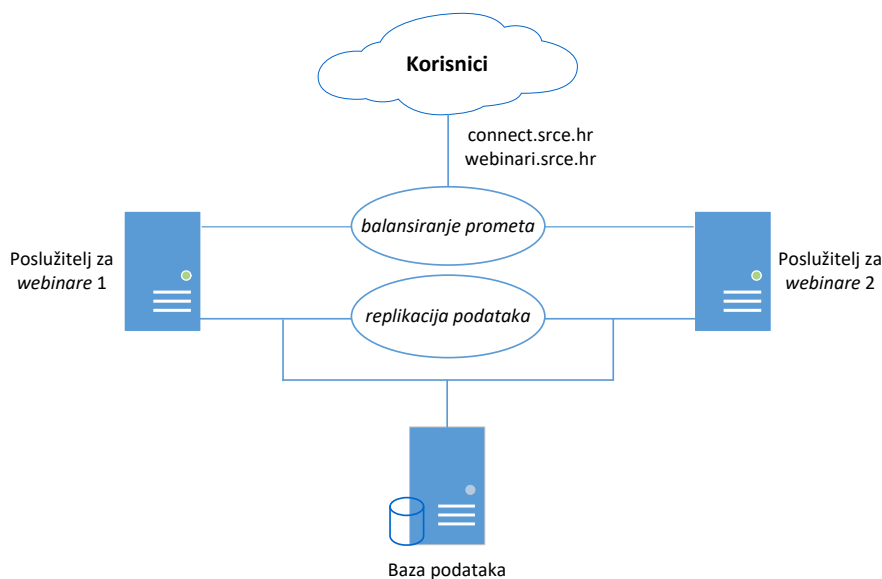 Korisnici
connect.srce.hr
webinari.srce.hr
balansiranje prometa
Poslužitelj za
webinare 1
Poslužitelj za
webinare 2
replikacija podataka
Baza podataka